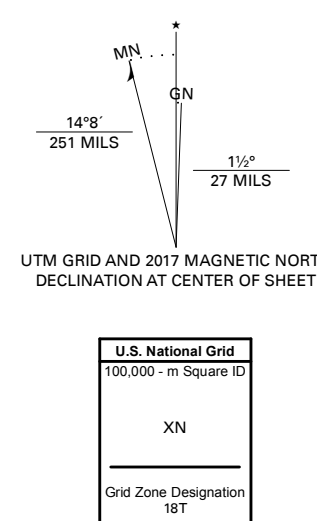 ★
MN
GN
14°8´
251 MILS
1½°
27 MILS
UTM GRID AND 2017 MAGNETIC NORT
DECLINATION AT CENTER OF SHEET
U.S. National Grid
100,000 - m Square ID
XN
Grid Zone Designation
18T